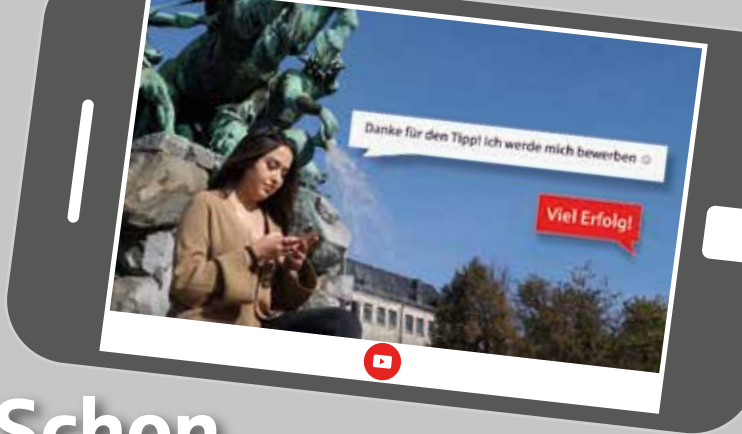 Danke für den Tipp! Ich werde mich bewerben ☺
Viel Erfolg!
Schon